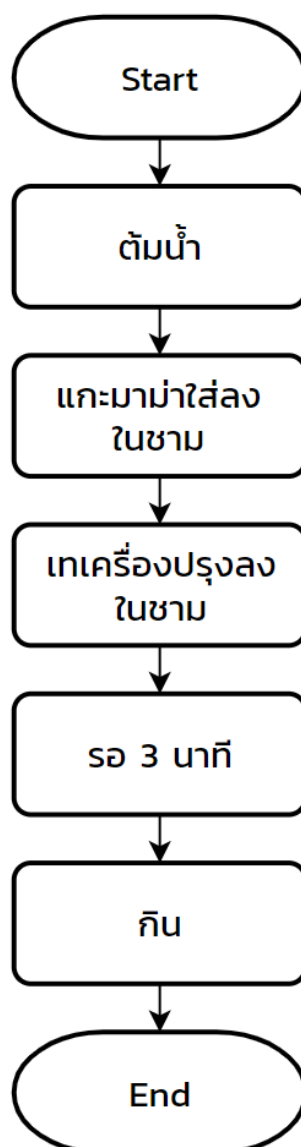 Start
ต้มน้ำ
แกะมาม่าใส่ลง
ในชาม
เทเครื่องปรุงลง
ในชาม
รอ 3 นาที
กิน
End